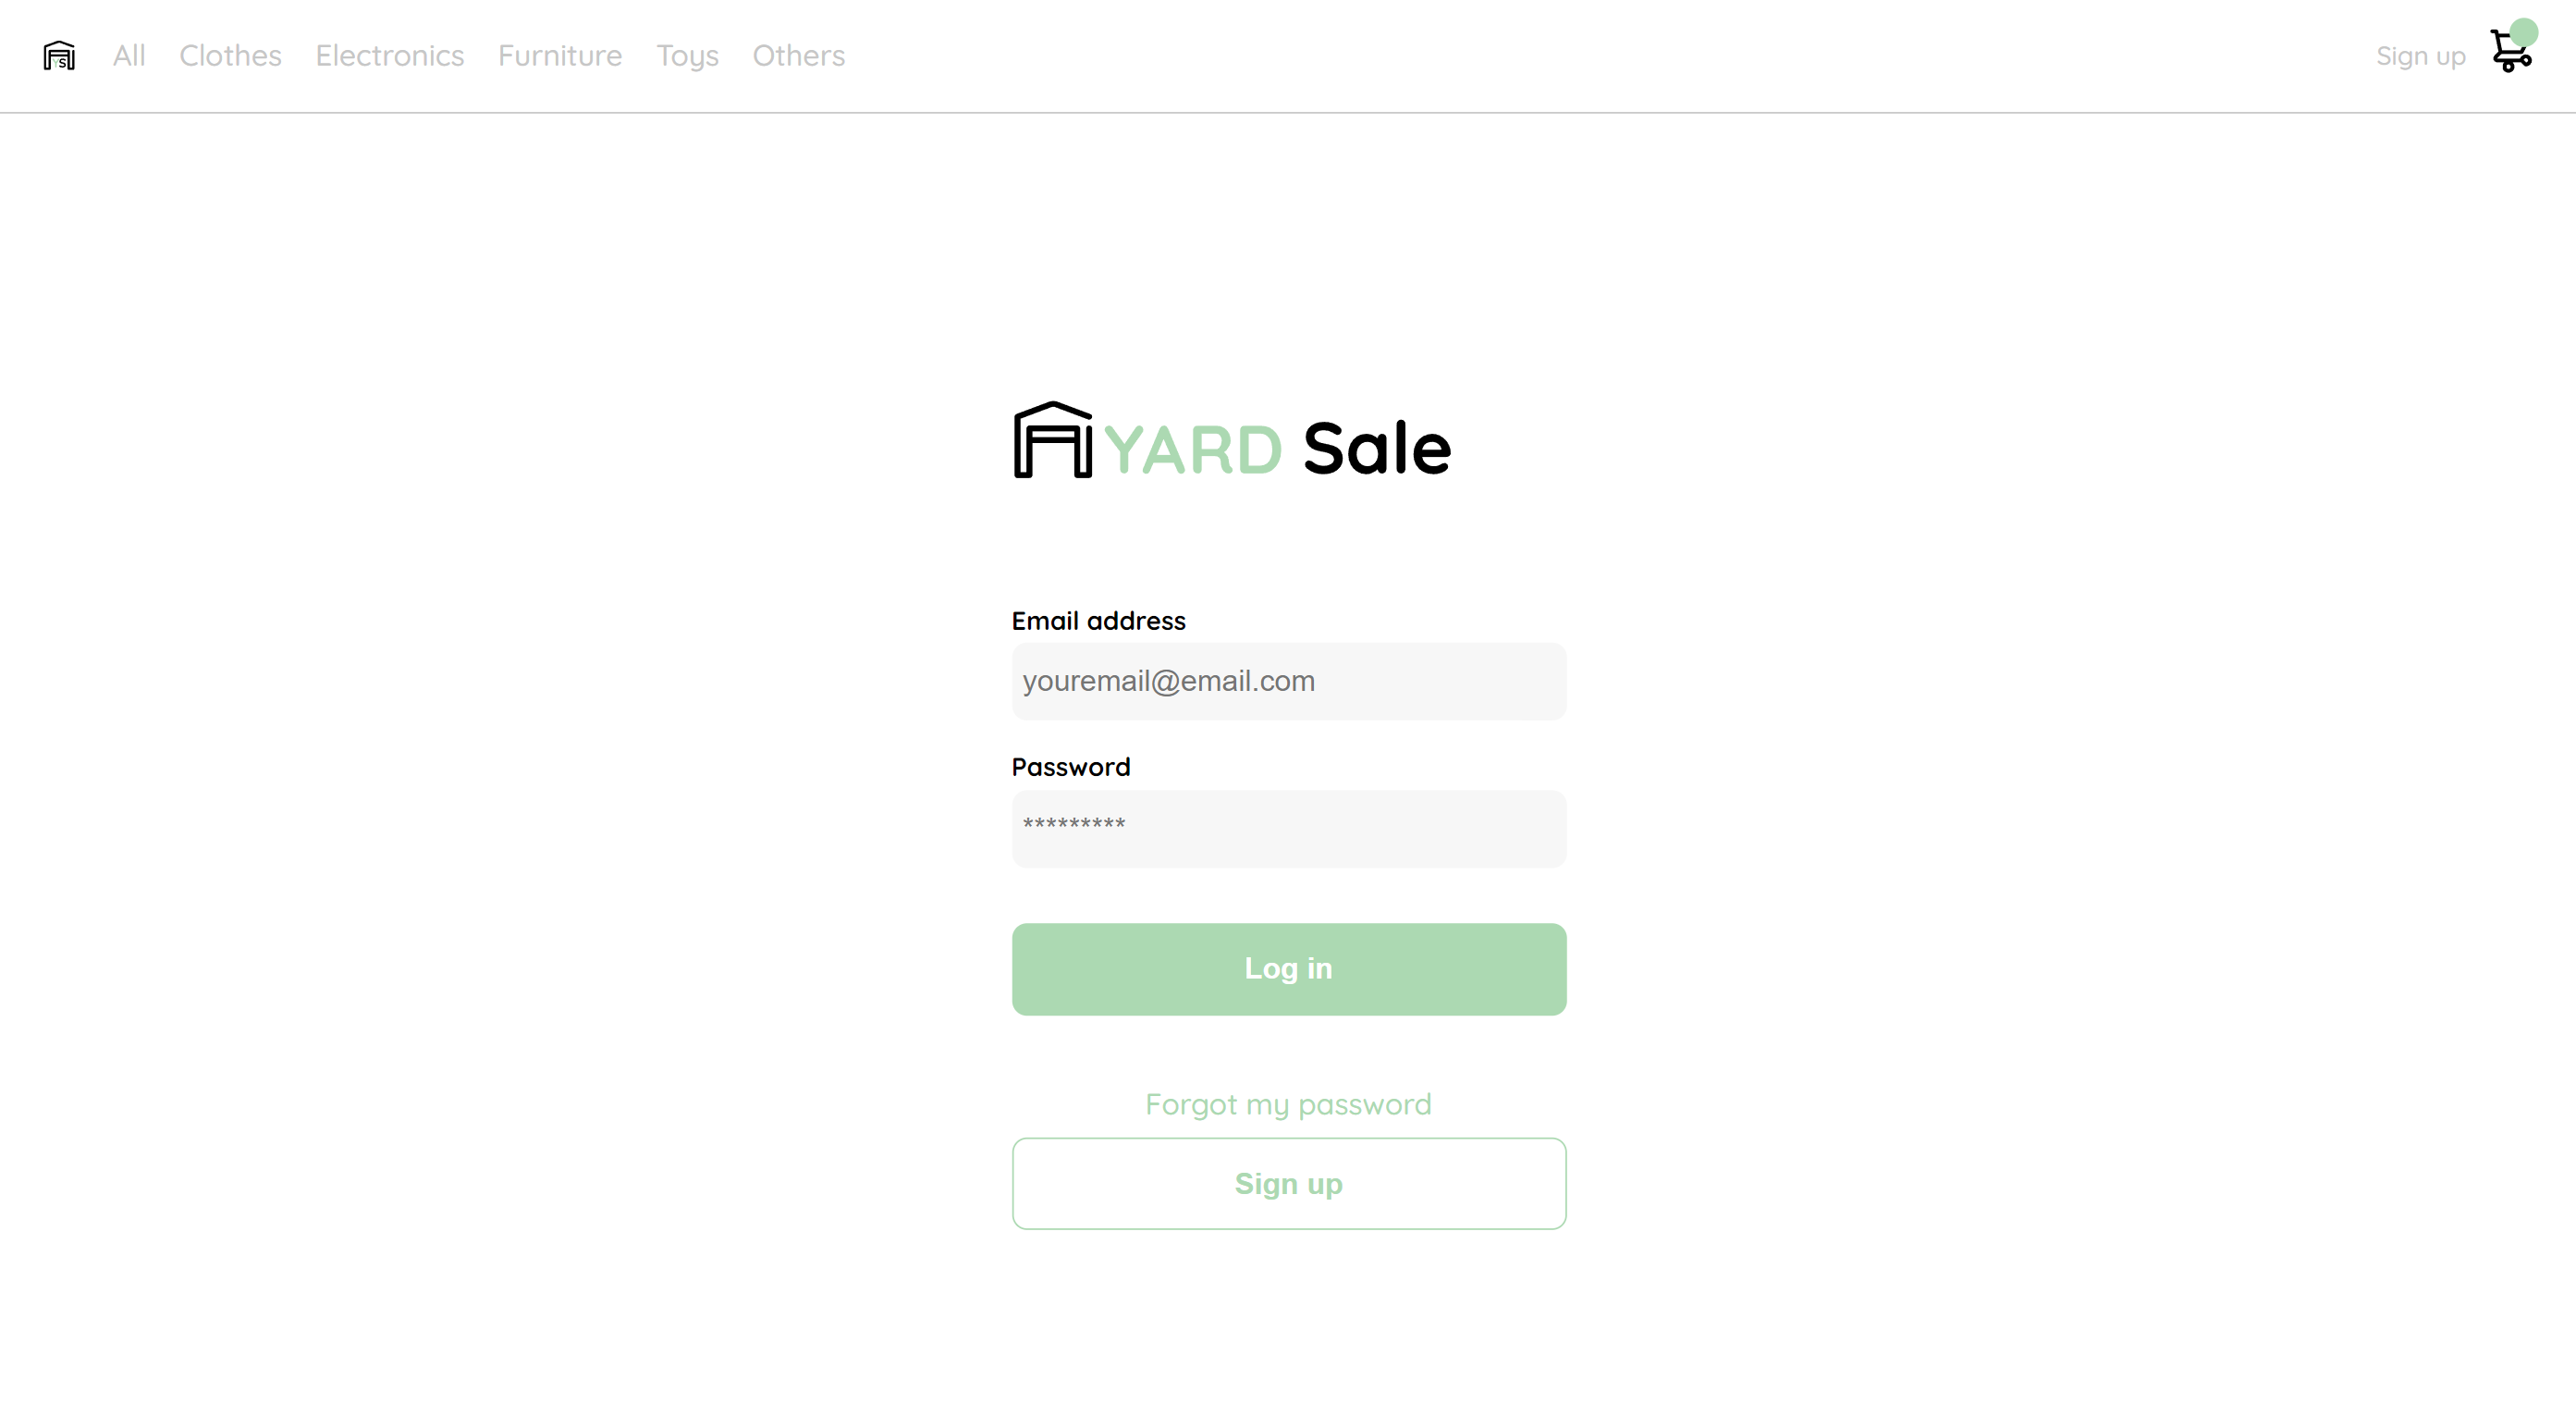 YS All Clothes Electronics Furniture Toys Others Sign up
YARD Sale
Email address
youremail@email.com
Password
*********
Log in
Forgot my password
Sign up